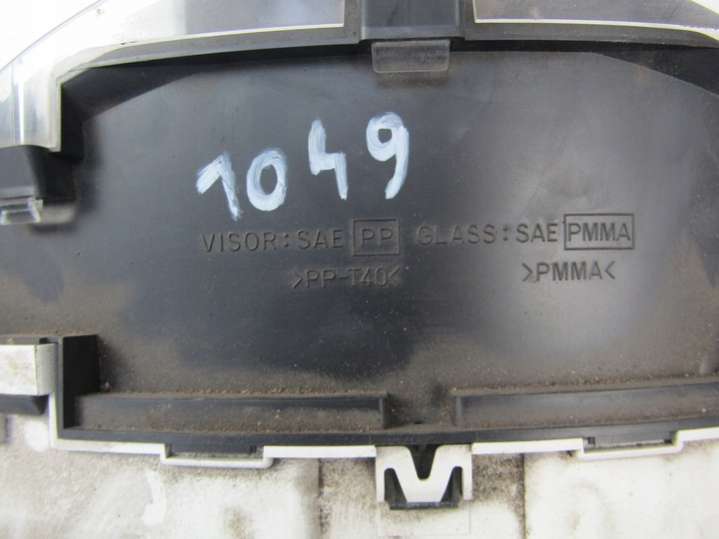 1049
VISOR: SAE PP GLASS: SAE PMMA
>PP-T40< >PMMA<